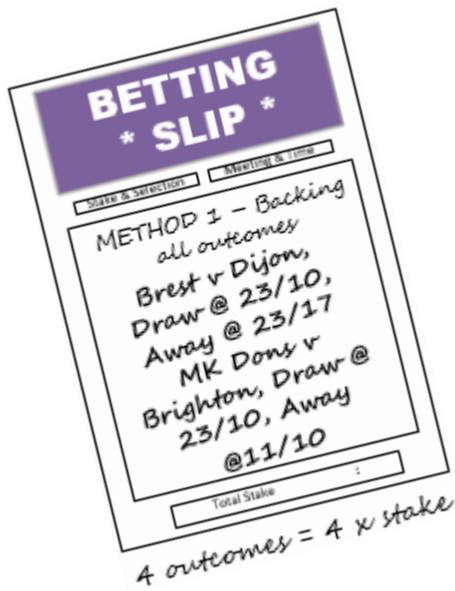 BETTING
* SLIP *
Stake & Selection
Meeting & Time
METHOD 1 – Backing
all outcomes
Brest v Dijon,
Draw @ 23/10,
Away @ 23/17
MK Dons v
Brighton, Draw @
23/10, Away
@11/10
Total Stake :
4 outcomes = 4 x stake